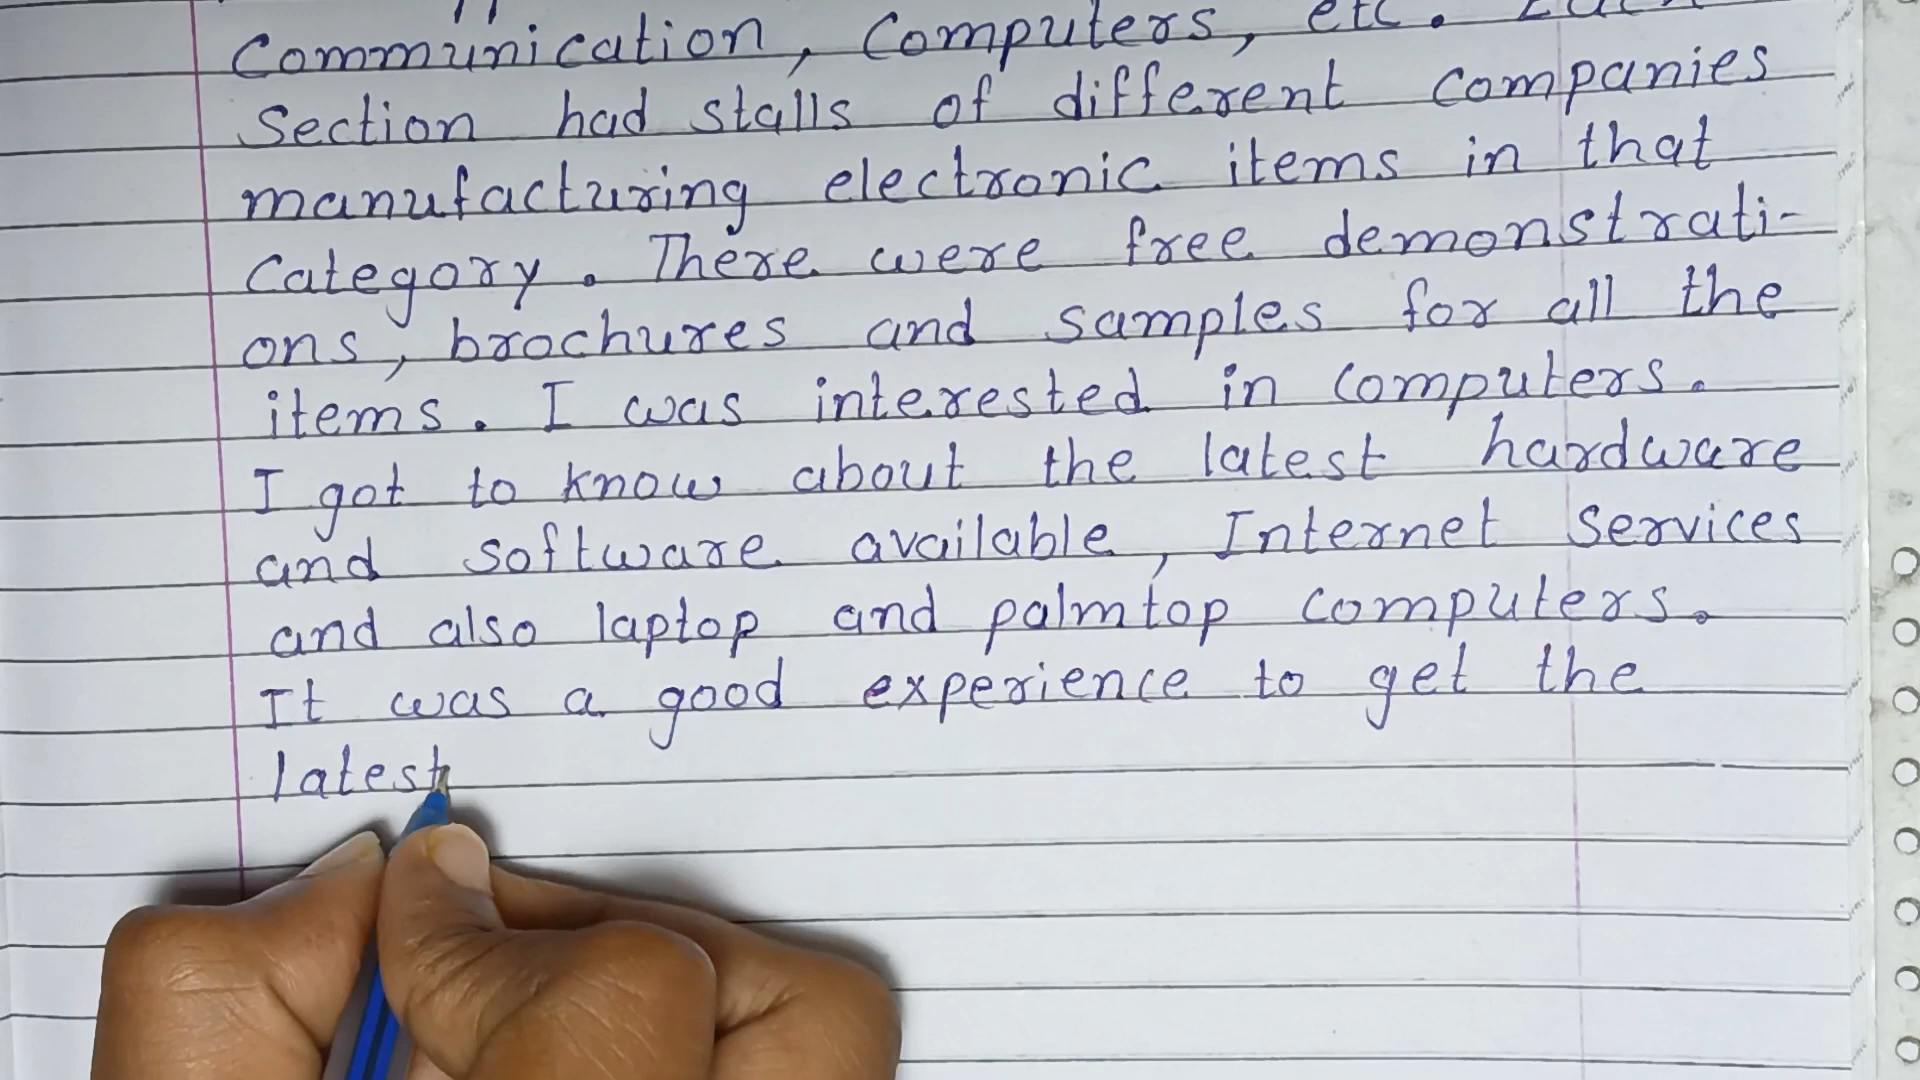 Communication, Computers, etc. Each
Section had stalls of different companies
manufacturing electronic items in that
Category. There were free demonstrati-
ons, brochures and samples for all the
items. I was interested in computers.
I got to know about the latest hardware
and software available, Internet Services
and also laptop and palmtop computers.
It was a good experience to get the
latest